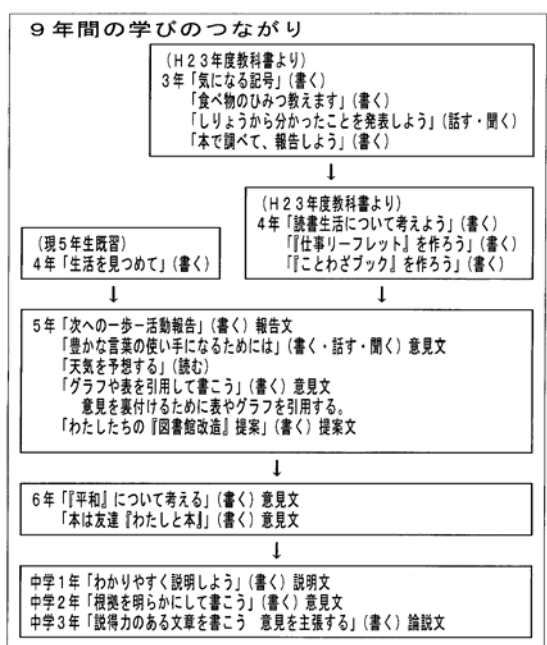 9年間の学びのつながり
(H23年度教科書より)
3年「気になる記号」(書く)
「食べ物のひみつ教えます」(書く)
「しりょうから分かったことを発表しよう」(話す・聞く)
「本で調べて、報告しよう」(書く)
↓
(H23年度教科書より)
4年「読書生活について考えよう」(書く)
「『仕事リーフレット』を作ろう」(書く)
「『ことわざブック』を作ろう」(書く)
(現5年生既習)
4年「生活を見つめて」(書く)
↓ ↓
5年「次への一歩－活動報告」(書く) 報告文
「豊かな言葉の使い手になるためには」(書く・話す・聞く) 意見文
「天気を予想する」(読む)
「グラフや表を引用して書こう」(書く) 意見文
意見を裏付けるために表やグラフを引用する。
「わたしたちの『図書館改造』提案」(書く) 提案文
↓
6年「『平和』について考える」(書く) 意見文
「本は友達『わたしと本』」(書く) 意見文
↓
中学1年「わかりやすく説明しよう」(書く) 説明文
中学2年「根拠を明らかにして書こう」(書く) 意見文
中学3年「説得力のある文章を書こう 意見を主張する」(書く) 論説文